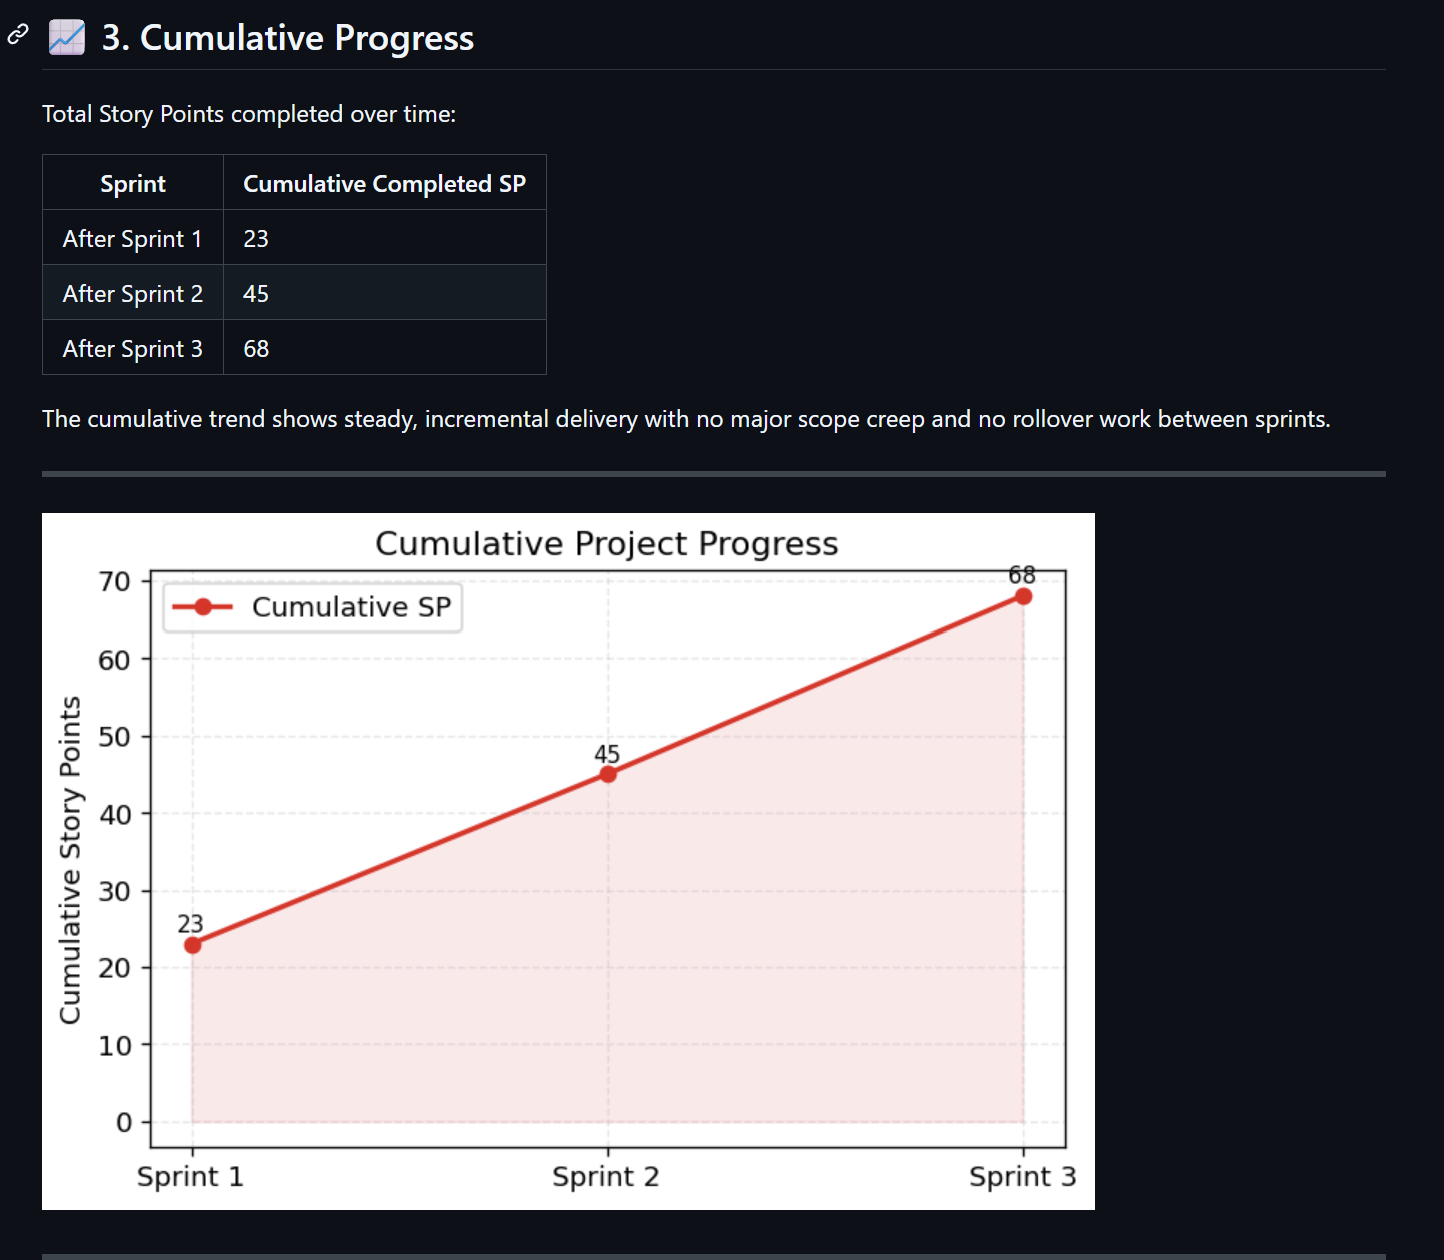 3. Cumulative Progress
Total Story Points completed over time:
Sprint Cumulative Completed SP
After Sprint 1 23
After Sprint 2 45
After Sprint 3 68
The cumulative trend shows steady, incremental delivery with no major scope creep and no rollover work between sprints.
Cumulative Project Progress
Cumulative SP
Cumulative Story Points
70
60
50
40
30
20
10
0
23
45
68
Sprint 1 Sprint 2 Sprint 3